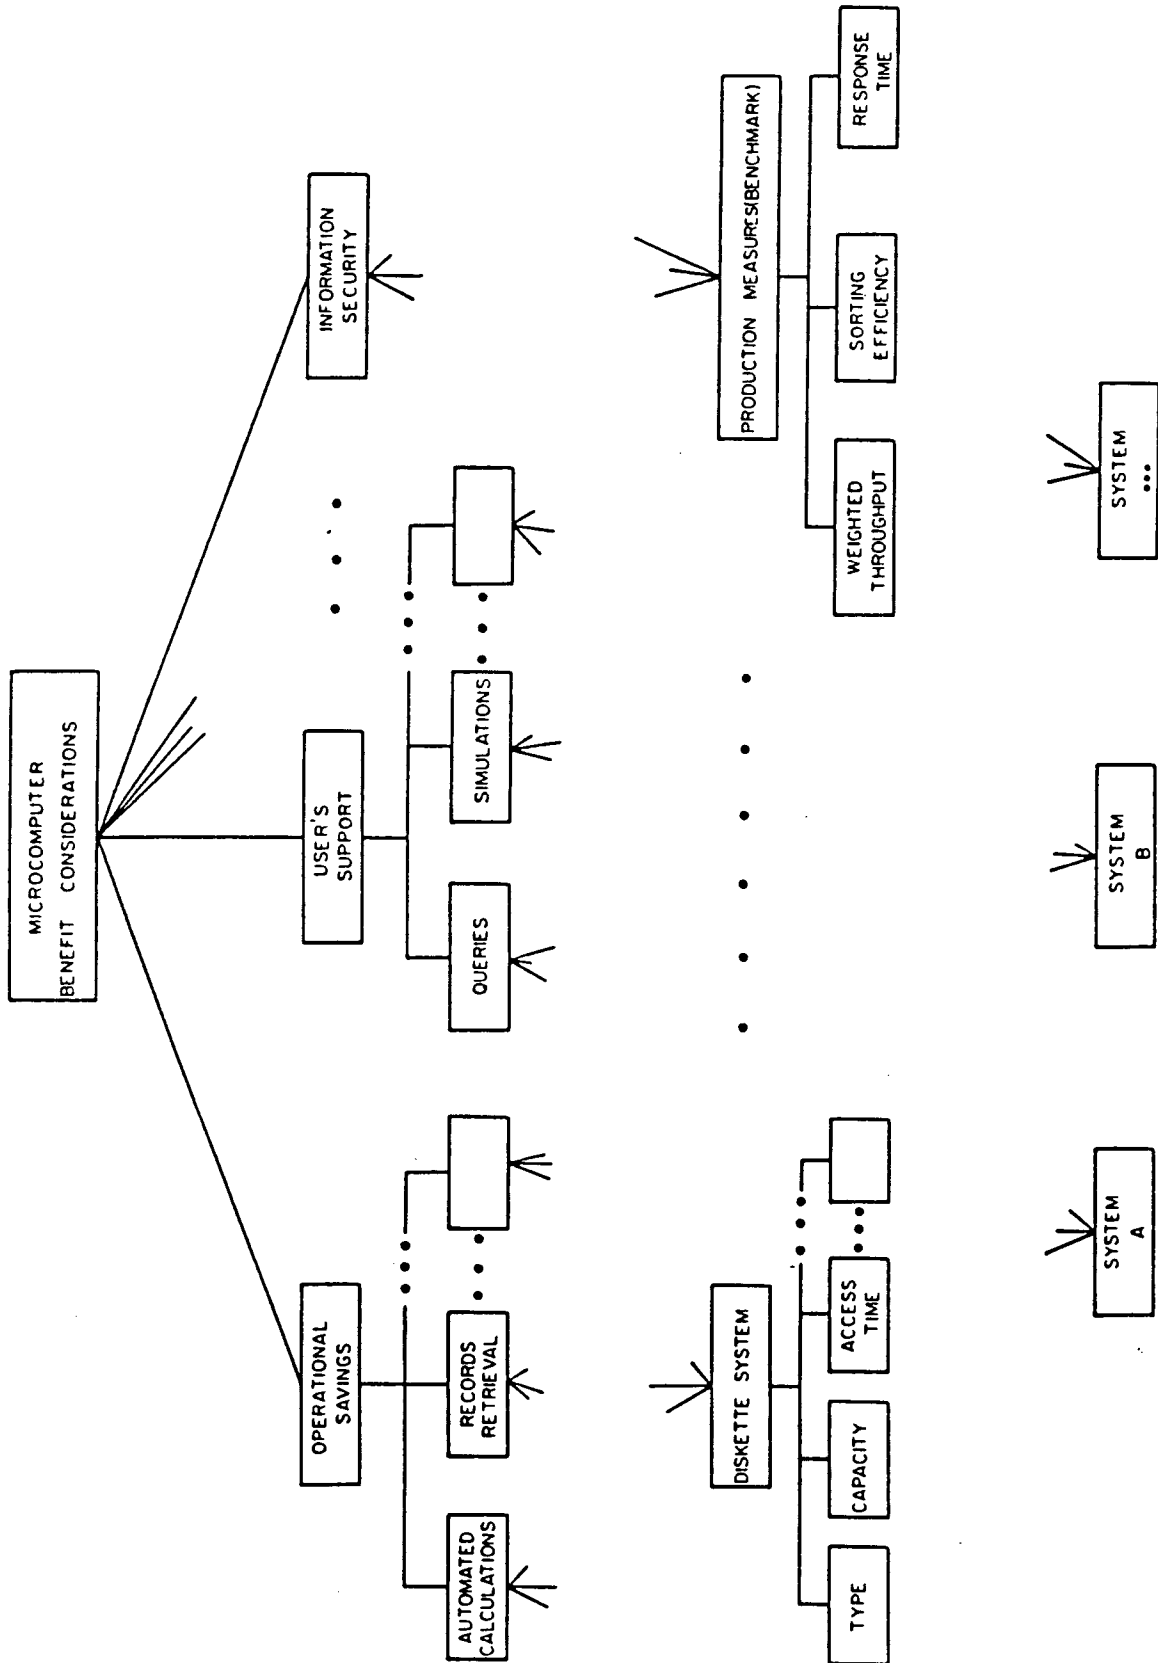 MICROCOMPUTER
BENEFIT CONSIDERATIONS
OPERATIONAL
SAVINGS
USER'S
SUPPORT
INFORMATION
SECURITY
AUTOMATED
CALCULATIONS
RECORDS
RETRIEVAL
QUERIES
SIMULATIONS
DISKETTE SYSTEM
PRODUCTION MEASURES(BENCHMARK)
TYPE
CAPACITY
ACCESS
TIME
WEIGHTED
THROUGHPUT
SORTING
EFFICIENCY
RESPONSE
TIME
SYSTEM
A
SYSTEM
B
SYSTEM
•••